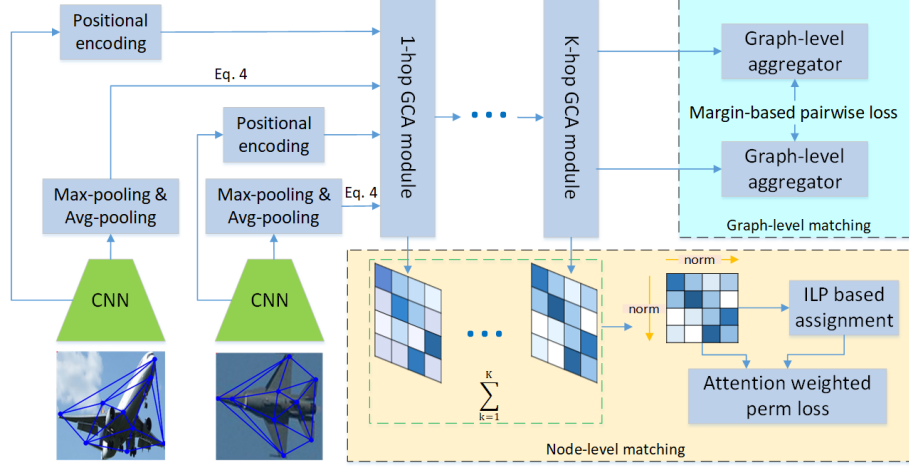 Positional
encoding
Eq. 4
Positional
encoding
Max-pooling &
Avg-pooling
Max-pooling &
Avg-pooling
Eq. 4
CNN
CNN
1-hop GCA module
K-hop GCA module
Graph-level
aggregator
Margin-based pairwise loss
Graph-level
aggregator
Graph-level matching
K
∑
k=1
norm
norm
ILP based
assignment
Attention weighted
perm loss
Node-level matching